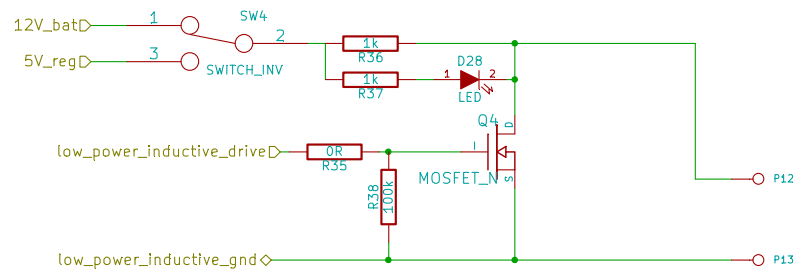 12V_bat
1
SW4
2
5V_reg
3
SWITCH_INV
1k
R36
1k
R37
1
D28
2
LED
low_power_inductive_drive
0R
R35
Q4
D
S
MOSFET_N
R38
100k
P12
low_power_inductive_gnd
P13